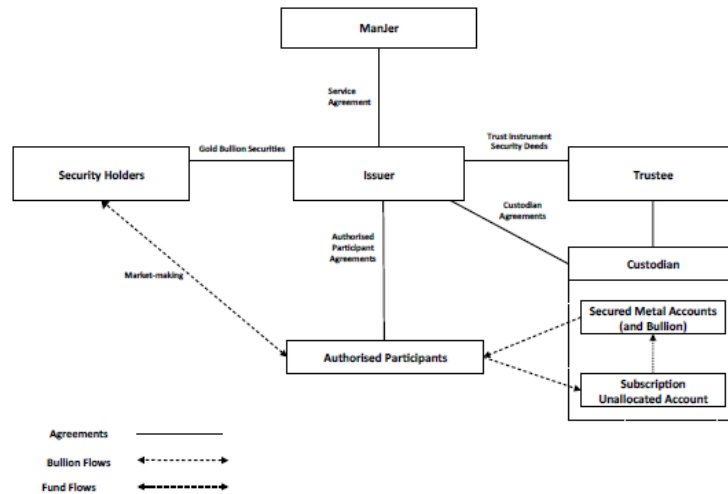 ManJer
Service
Agreement
Gold Bullion Securities
Trust Instrument
Security Deeds
Security Holders
Issuer
Trustee
Custodian
Agreements
Authorised
Participant
Agreements
Market-making
Custodian
Secured Metal Accounts
(and Bullion)
Authorised Participants
Subscription
Unallocated Account
Agreements
Bullion Flows
Fund Flows